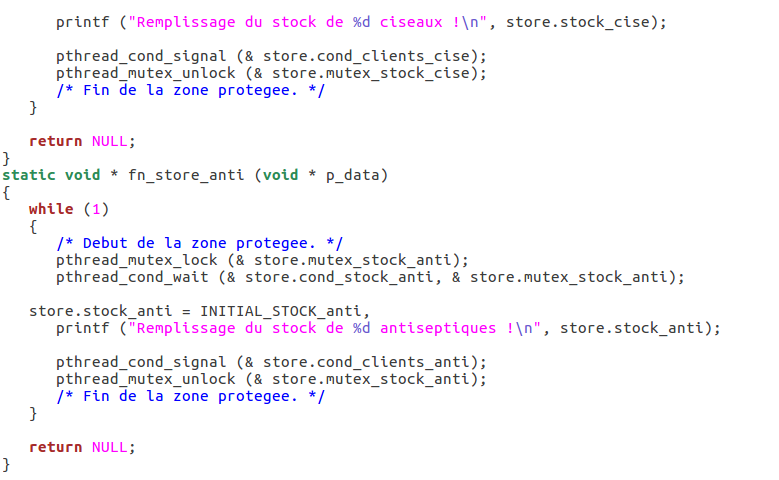 printf ("Remplissage du stock de %d ciseaux !\n", store.stock_cise);
pthread_cond_signal (& store.cond_clients_cise);
pthread_mutex_unlock (& store.mutex_stock_cise);
/* Fin de la zone protegee. */
}
return NULL;
}
static void * fn_store_anti (void * p_data)
{
while (1)
{
/* Debut de la zone protegee. */
pthread_mutex_lock (& store.mutex_stock_anti);
pthread_cond_wait (& store.cond_stock_anti, & store.mutex_stock_anti);
store.stock_anti = INITIAL_STOCK_anti,
printf ("Remplissage du stock de %d antiseptiques !\n", store.stock_anti);
pthread_cond_signal (& store.cond_clients_anti);
pthread_mutex_unlock (& store.mutex_stock_anti);
/* Fin de la zone protegee. */
}
return NULL;
}